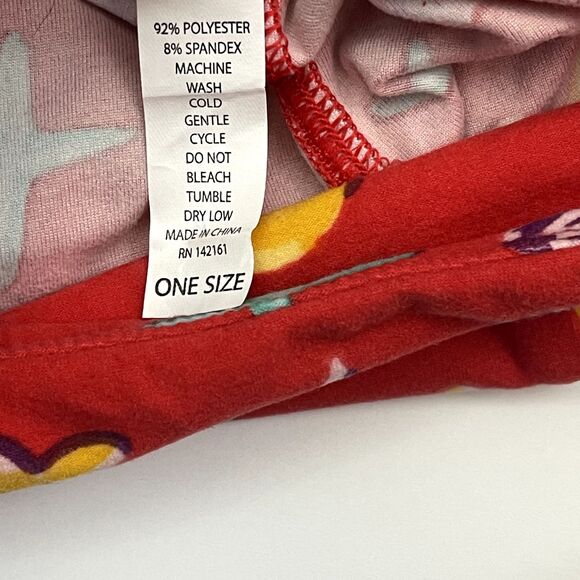 92% POLYESTER
8% SPANDEX
MACHINE
WASH
COLD
GENTLE
CYCLE
DO NOT
BLEACH
TUMBLE
DRY LOW
MADE IN CHINA
RN 142161
ONE SIZE